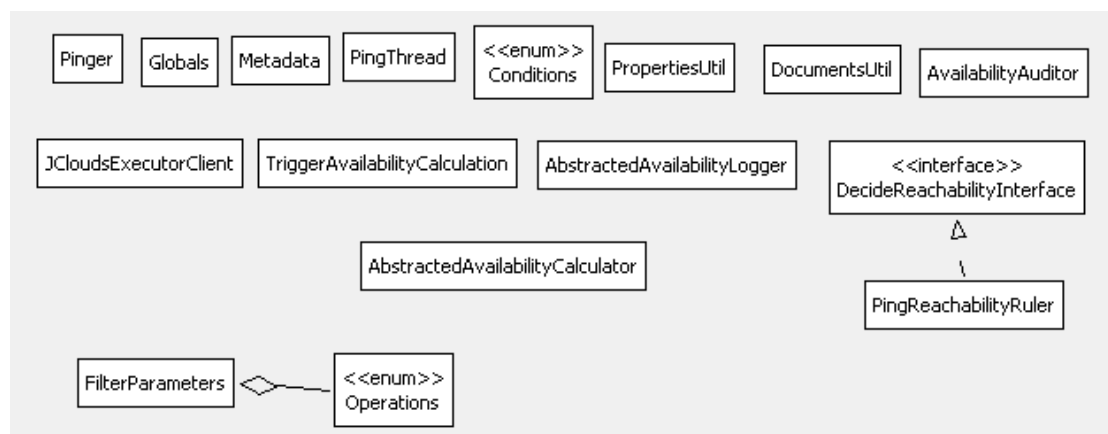 Pinger
Globals
Metadata
PingThread
<<enum>>
Conditions
PropertiesUtil
DocumentsUtil
AvailabilityAuditor
JCloudsExecutorClient
TriggerAvailabilityCalculation
AbstractedAvailabilityLogger
<<interface>>
DecideReachabilityInterface
AbstractedAvailabilityCalculator
PingReachabilityRuler
FilterParameters
<<enum>>
Operations